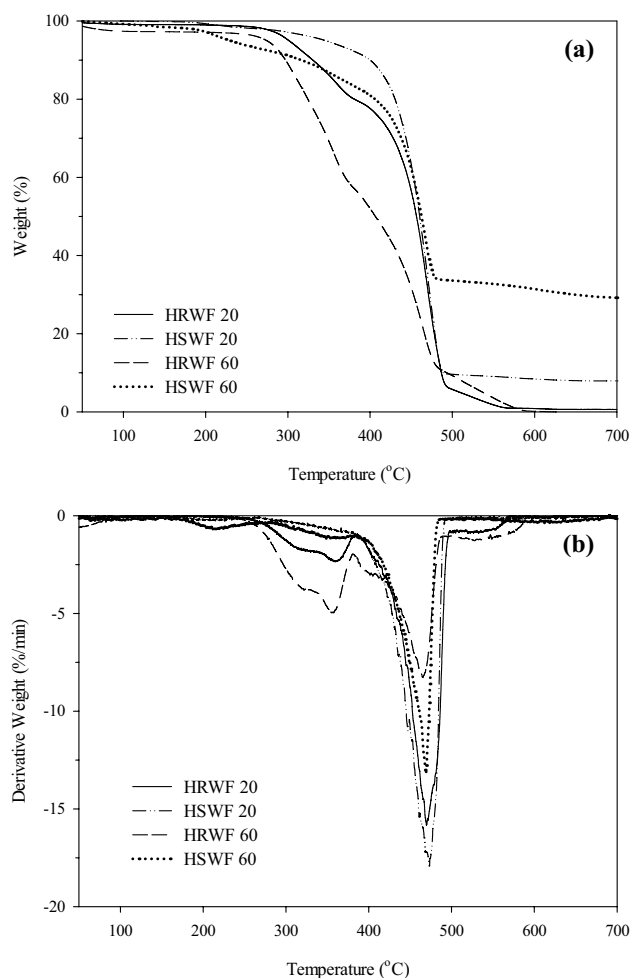 100
(a)
80
60
Weight (%)
40
HRWF 20
HSWF 20
20
HRWF 60
HSWF 60
0
100 200 300 400 500 600 700
Temperature (°C)
0
(b)
-5
Derivative Weight (%/min)
-10
HRWF 20
-15
HSWF 20
HRWF 60
HSWF 60
-20
100 200 300 400 500 600 700
Temperature (°C)